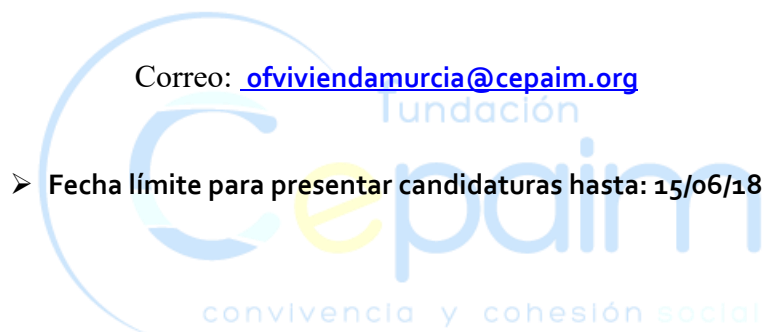 Correo: ofviviendamurcia@cepaim.org
fundación
➢ Fecha límite para presentar candidaturas hasta: 15/06/18
Cepaim
convivencia y cohesión social